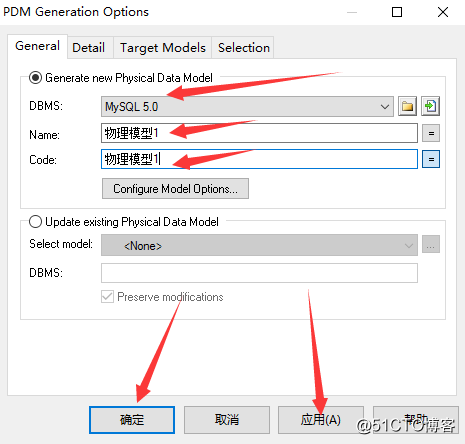 PDM Generation Options
General Detail Target Models Selection
Generate new Physical Data Model
DBMS: MySQL 5.0
Name: 物理模型1 =
Code: 物理模型1 =
Configure Model Options...
Update existing Physical Data Model
Select model: <None> ...
DBMS:
Preserve modifications
确定 取消 应用(A) 帮助
@51CTO博客